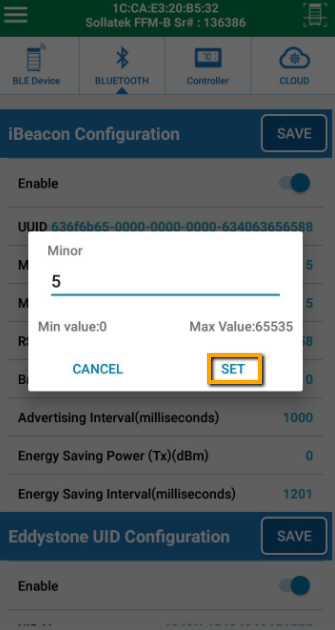 1C:CA:E3:20:B5:32
Sollatek FFM-B Sr# : 136386
BLE Device BLUETOOTH Controller CLOUD
iBeacon Configuration SAVE
Enable
UUID 636f6b65-0000-0000-0000-634063656588
M 5
Minor
5
M 5
Min value:0 Max Value:65535
CANCEL SET
Advertising Interval(milliseconds) 1000
Energy Saving Power (Tx)(dBm) 0
Energy Saving Interval(milliseconds) 1201
Eddystone UID Configuration SAVE
Enable